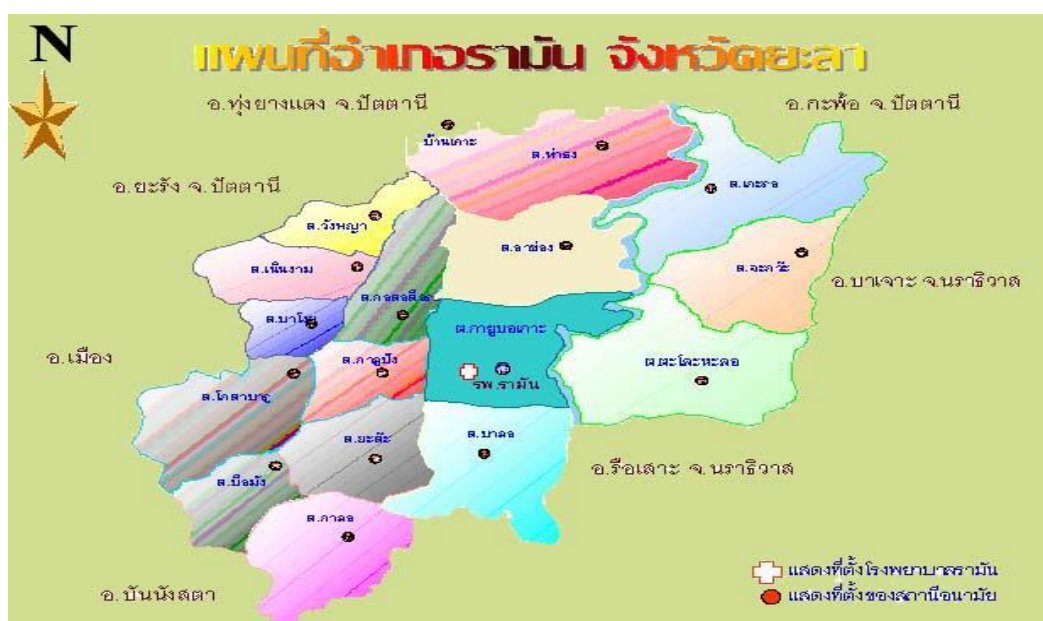 N
แผนที่อำเภอรามัน จังหวัดยะลา
อ.ทุ่งยางแดง จ.ปัตตานี
อ.กะพ้อ จ.ปัตตานี
บ้านเกาะ
ต.ท่าธง
อ.ยะรัง จ.ปัตตานี
ต.เกะรอ
ต.วังพญา
ต.อาซ่อง
ต.เนินงาม
ต.จะกว๊ะ
อ.บาเจาะ จ.นราธิวาส
ต.กอตอตือ
ต.บาโงย
ต.กายูบอเกาะ
อ.เมือง
ต.กาลูปัง
ต.ตะโละหะลอ
รพ.รามัน
ต.โกตาบารู
ต.ยะต๊ะ
ต.บาลอ
อ.รือเสาะ จ.นราธิวาส
ต.บือมัง
ต.กาลอ
แสดงที่ตั้งโรงพยาบาลรามัน
อ.บันนังสตา
แสดงที่ตั้งของสถานีอนามัย